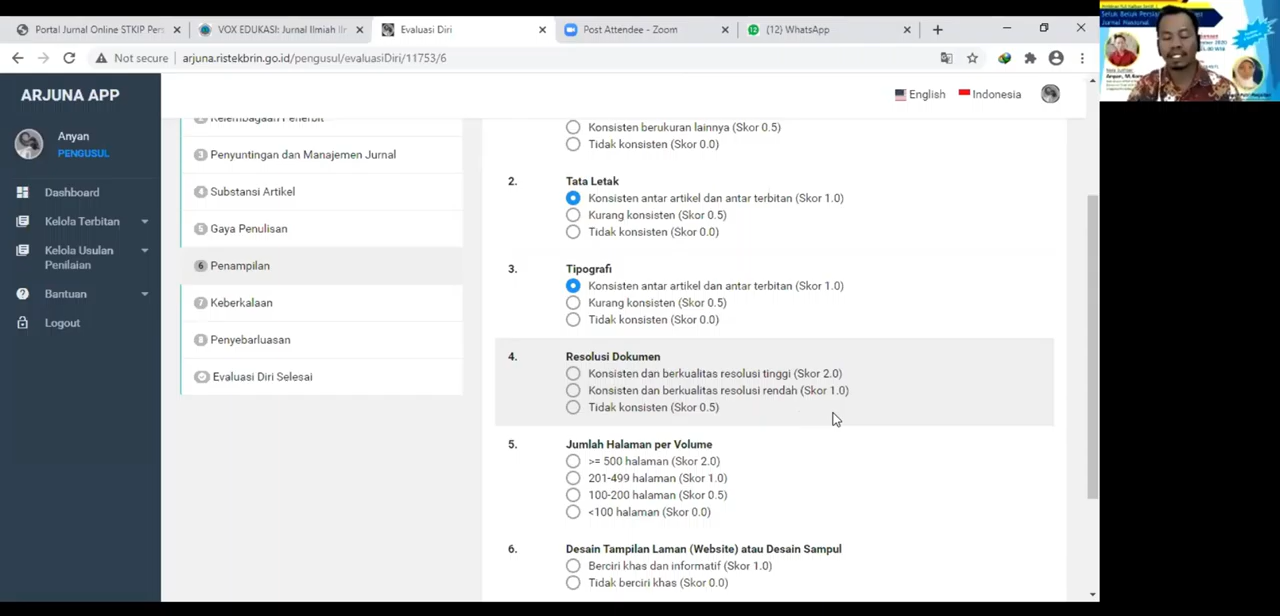 Portal Jurnal Online STKIP Pers
VOX EDUKASI: Jurnal Ilmiah Ilm
Evaluasi Diri
Post Attendee - Zoom
(12) WhatsApp
Not secure
arjuna.ristekbrin.go.id/pengusul/evaluasiDiri/11753/6
ARJUNA APP
English
Indonesia
Anyan
PENGUSUL
Dashboard
Kelola Terbitan
Kelola Usulan
Penilaian
Bantuan
Logout
Kelembagaan Penerbit
3 Penyuntingan dan Manajemen Jurnal
4 Substansi Artikel
5 Gaya Penulisan
6 Penampilan
7 Keberkalaan
8 Penyebarluasan
Evaluasi Diri Selesai
Konsisten berukuran lainnya (Skor 0.5)
Tidak konsisten (Skor 0.0)
2. Tata Letak
Konsisten antar artikel dan antar terbitan (Skor 1.0)
Kurang konsisten (Skor 0.5)
Tidak konsisten (Skor 0.0)
3. Tipografi
Konsisten antar artikel dan antar terbitan (Skor 1.0)
Kurang konsisten (Skor 0.5)
Tidak konsisten (Skor 0.0)
4. Resolusi Dokumen
Konsisten dan berkualitas resolusi tinggi (Skor 2.0)
Konsisten dan berkualitas resolusi rendah (Skor 1.0)
Tidak konsisten (Skor 0.5)
5. Jumlah Halaman per Volume
>= 500 halaman (Skor 2.0)
201-499 halaman (Skor 1.0)
100-200 halaman (Skor 0.5)
<100 halaman (Skor 0.0)
6. Desain Tampilan Laman (Website) atau Desain Sampul
Berciri khas dan informatif (Skor 1.0)
Tidak berciri khas (Skor 0.0)